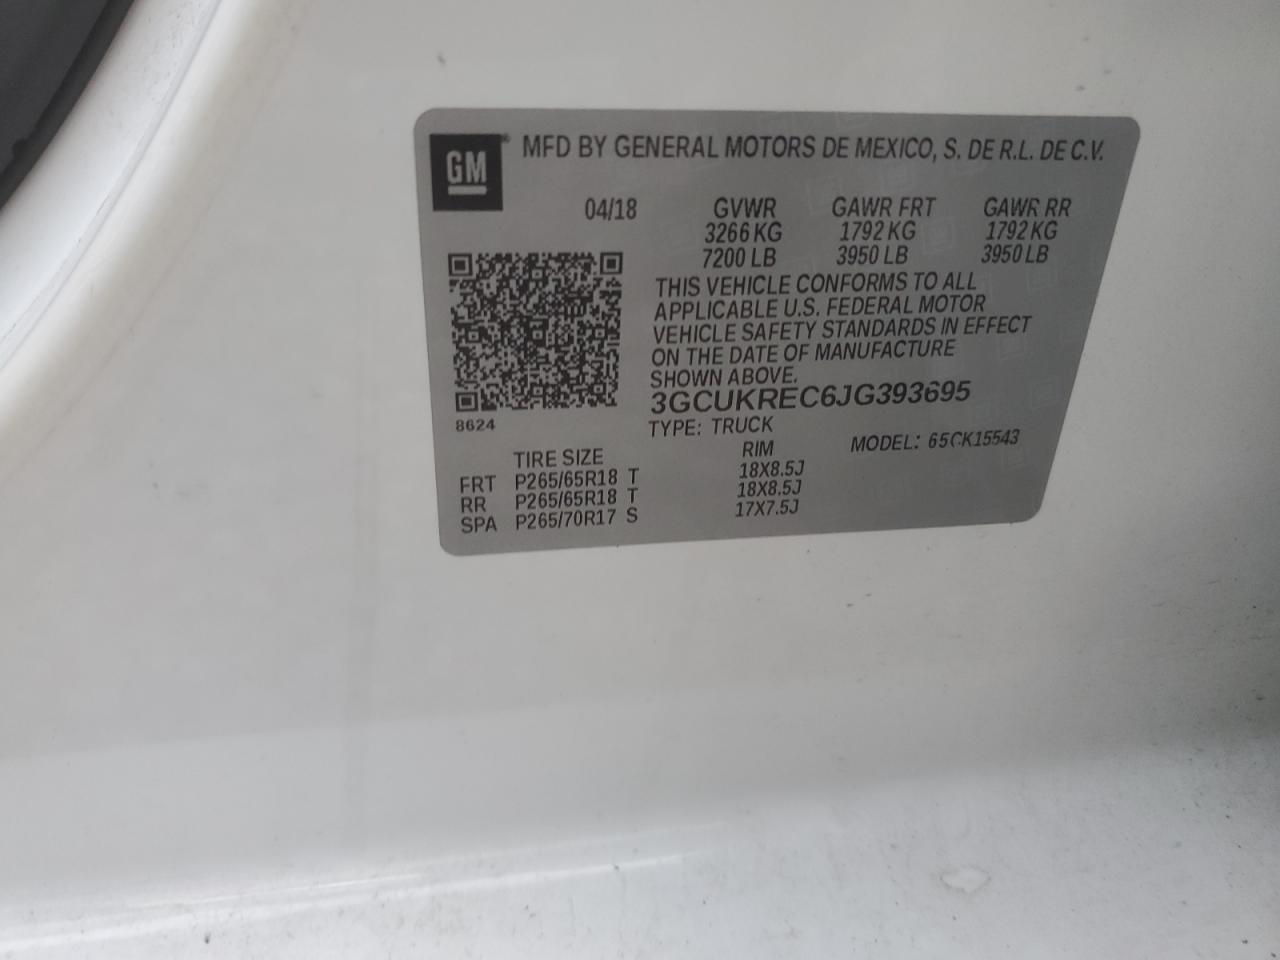 GM
MFD BY GENERAL MOTORS DE MEXICO, S. DE R.L. DE C.V.
04/18 GVWR GAWR FRT GAWR RR
3266 KG 1792 KG 1792 KG
7200 LB 3950 LB 3950 LB
THIS VEHICLE CONFORMS TO ALL
APPLICABLE U.S. FEDERAL MOTOR
VEHICLE SAFETY STANDARDS IN EFFECT
ON THE DATE OF MANUFACTURE
SHOWN ABOVE.
3GCUKREC6JG393695
8624
TYPE: TRUCK MODEL: 65CK15543
TIRE SIZE RIM
FRT P265/65R18 T 18X8.5J
RR P265/65R18 T 18X8.5J
SPA P265/70R17 S 17X7.5J